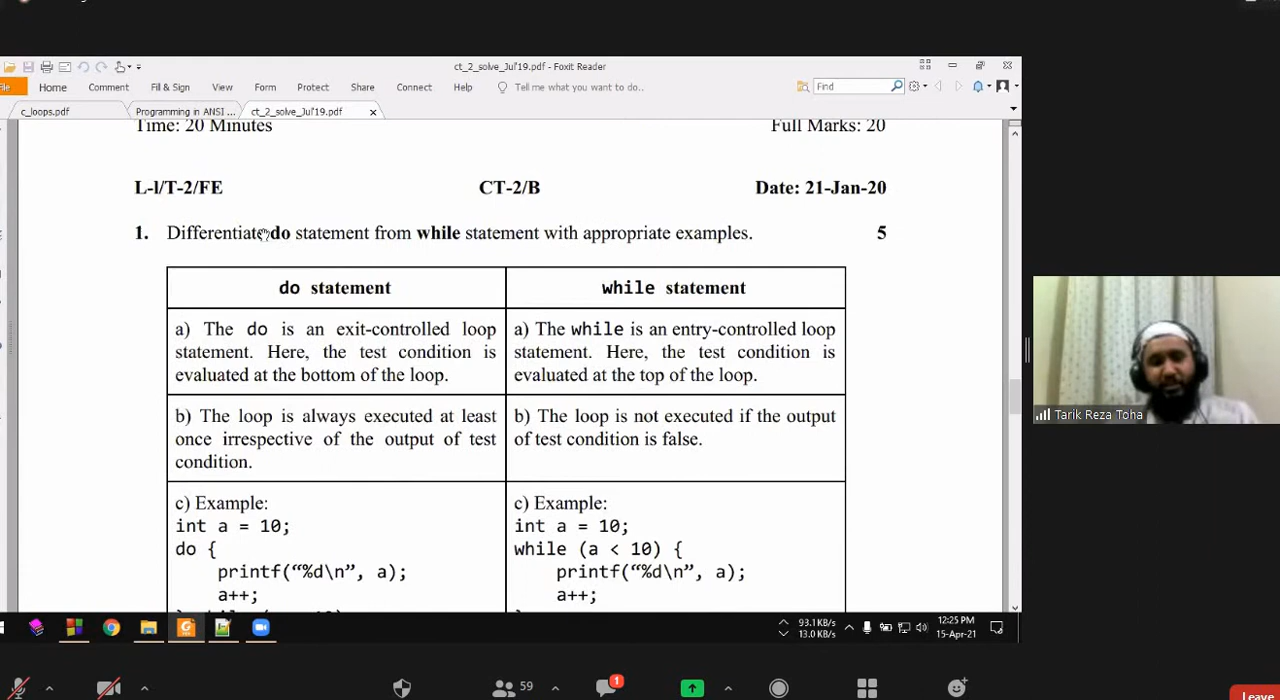 ct_2_solve_Jul'19.pdf - Foxit Reader
File Home Comment Fill & Sign View Form Protect Share Connect Help Tell me what you want to do.. Find
c_loops.pdf Programming in ANSI ... ct_2_solve_Jul'19.pdf
Time: 20 Minutes Full Marks: 20
L-l/T-2/FE CT-2/B Date: 21-Jan-20
1. Differentiate do statement from while statement with appropriate examples. 5
do statement
a) The do is an exit-controlled loop
statement. Here, the test condition is
evaluated at the bottom of the loop.
while statement
a) The while is an entry-controlled loop
statement. Here, the test condition is
evaluated at the top of the loop.
b) The loop is always executed at least
once irrespective of the output of test
condition.
b) The loop is not executed if the output
of test condition is false.
c) Example:
int a = 10;
do {
printf(“%d\n”, a);
a++;
c) Example:
int a = 10;
while (a < 10) {
printf(“%d\n”, a);
a++;
Tarik Reza Toha
93.1KB/s
13.0 KB/s
12:25 PM
15-Apr-21
59
1
Leave